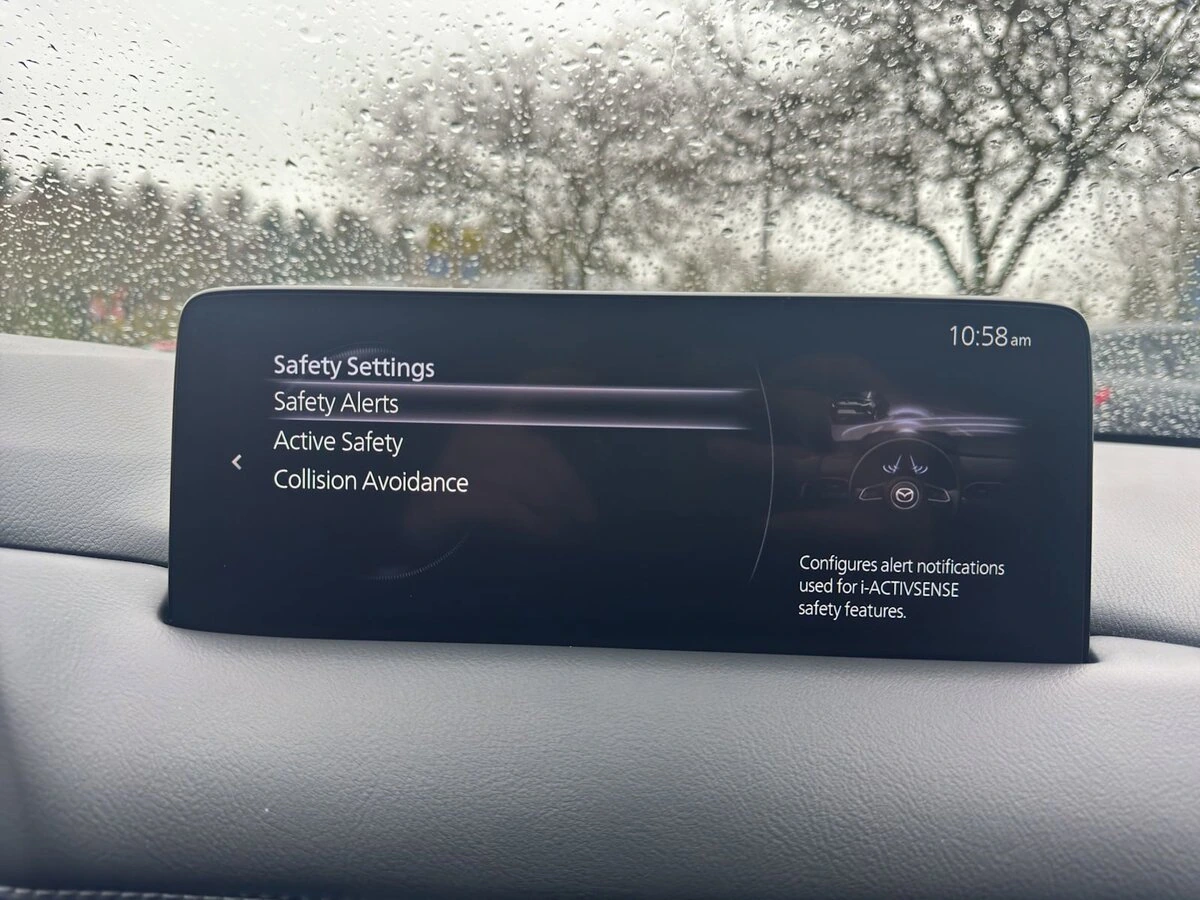 10:58am
Safety Settings
Safety Alerts
Active Safety
Collision Avoidance
Configures alert notifications
used for i-ACTIVSENSE
safety features.